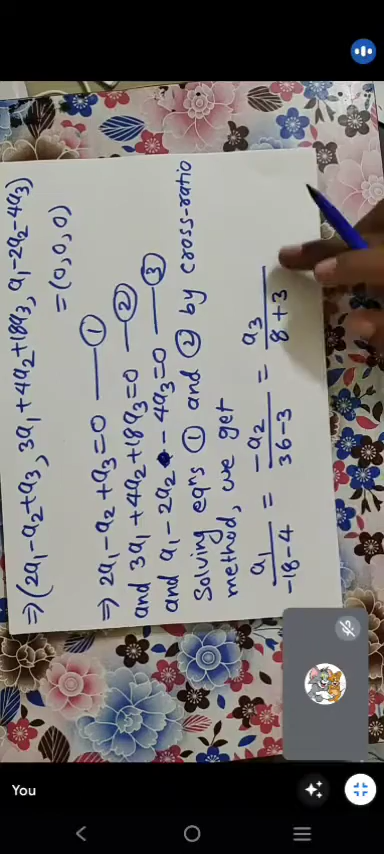 ⇒ (2a₁-a₂+a₃, 3a₁+4a₂+18a₃, a₁-2a₂-4a₃)
= (0,0,0)
⇒ 2a₁-a₂+a₃=0 —— ①
and 3a₁+4a₂+18a₃=0 —— ②
and a₁-2a₂-4a₃=0 —— ③
Solving eqns ① and ② by cross-ratio
method, we get
a₁/-18-4 = -a₂/36-3 = a₃/8+3
You